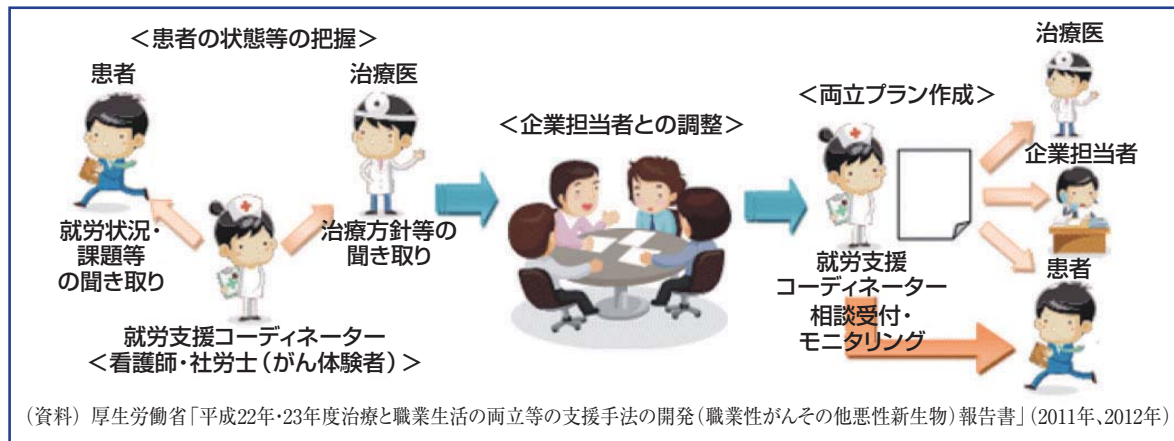 ＜患者の状態等の把握＞
患者
治療医
就労状況・
課題等
の聞き取り
治療方針等の
聞き取り
就労支援コーディネーター
＜看護師・社労士（がん体験者）＞
＜企業担当者との調整＞
＜両立プラン作成＞
就労支援
コーディネーター
相談受付・
モニタリング
治療医
企業担当者
患者
（資料）厚生労働省「平成22年・23年度治療と職業生活の両立等の支援手法の開発（職業性がんその他悪性新生物）報告書」（2011年、2012年）